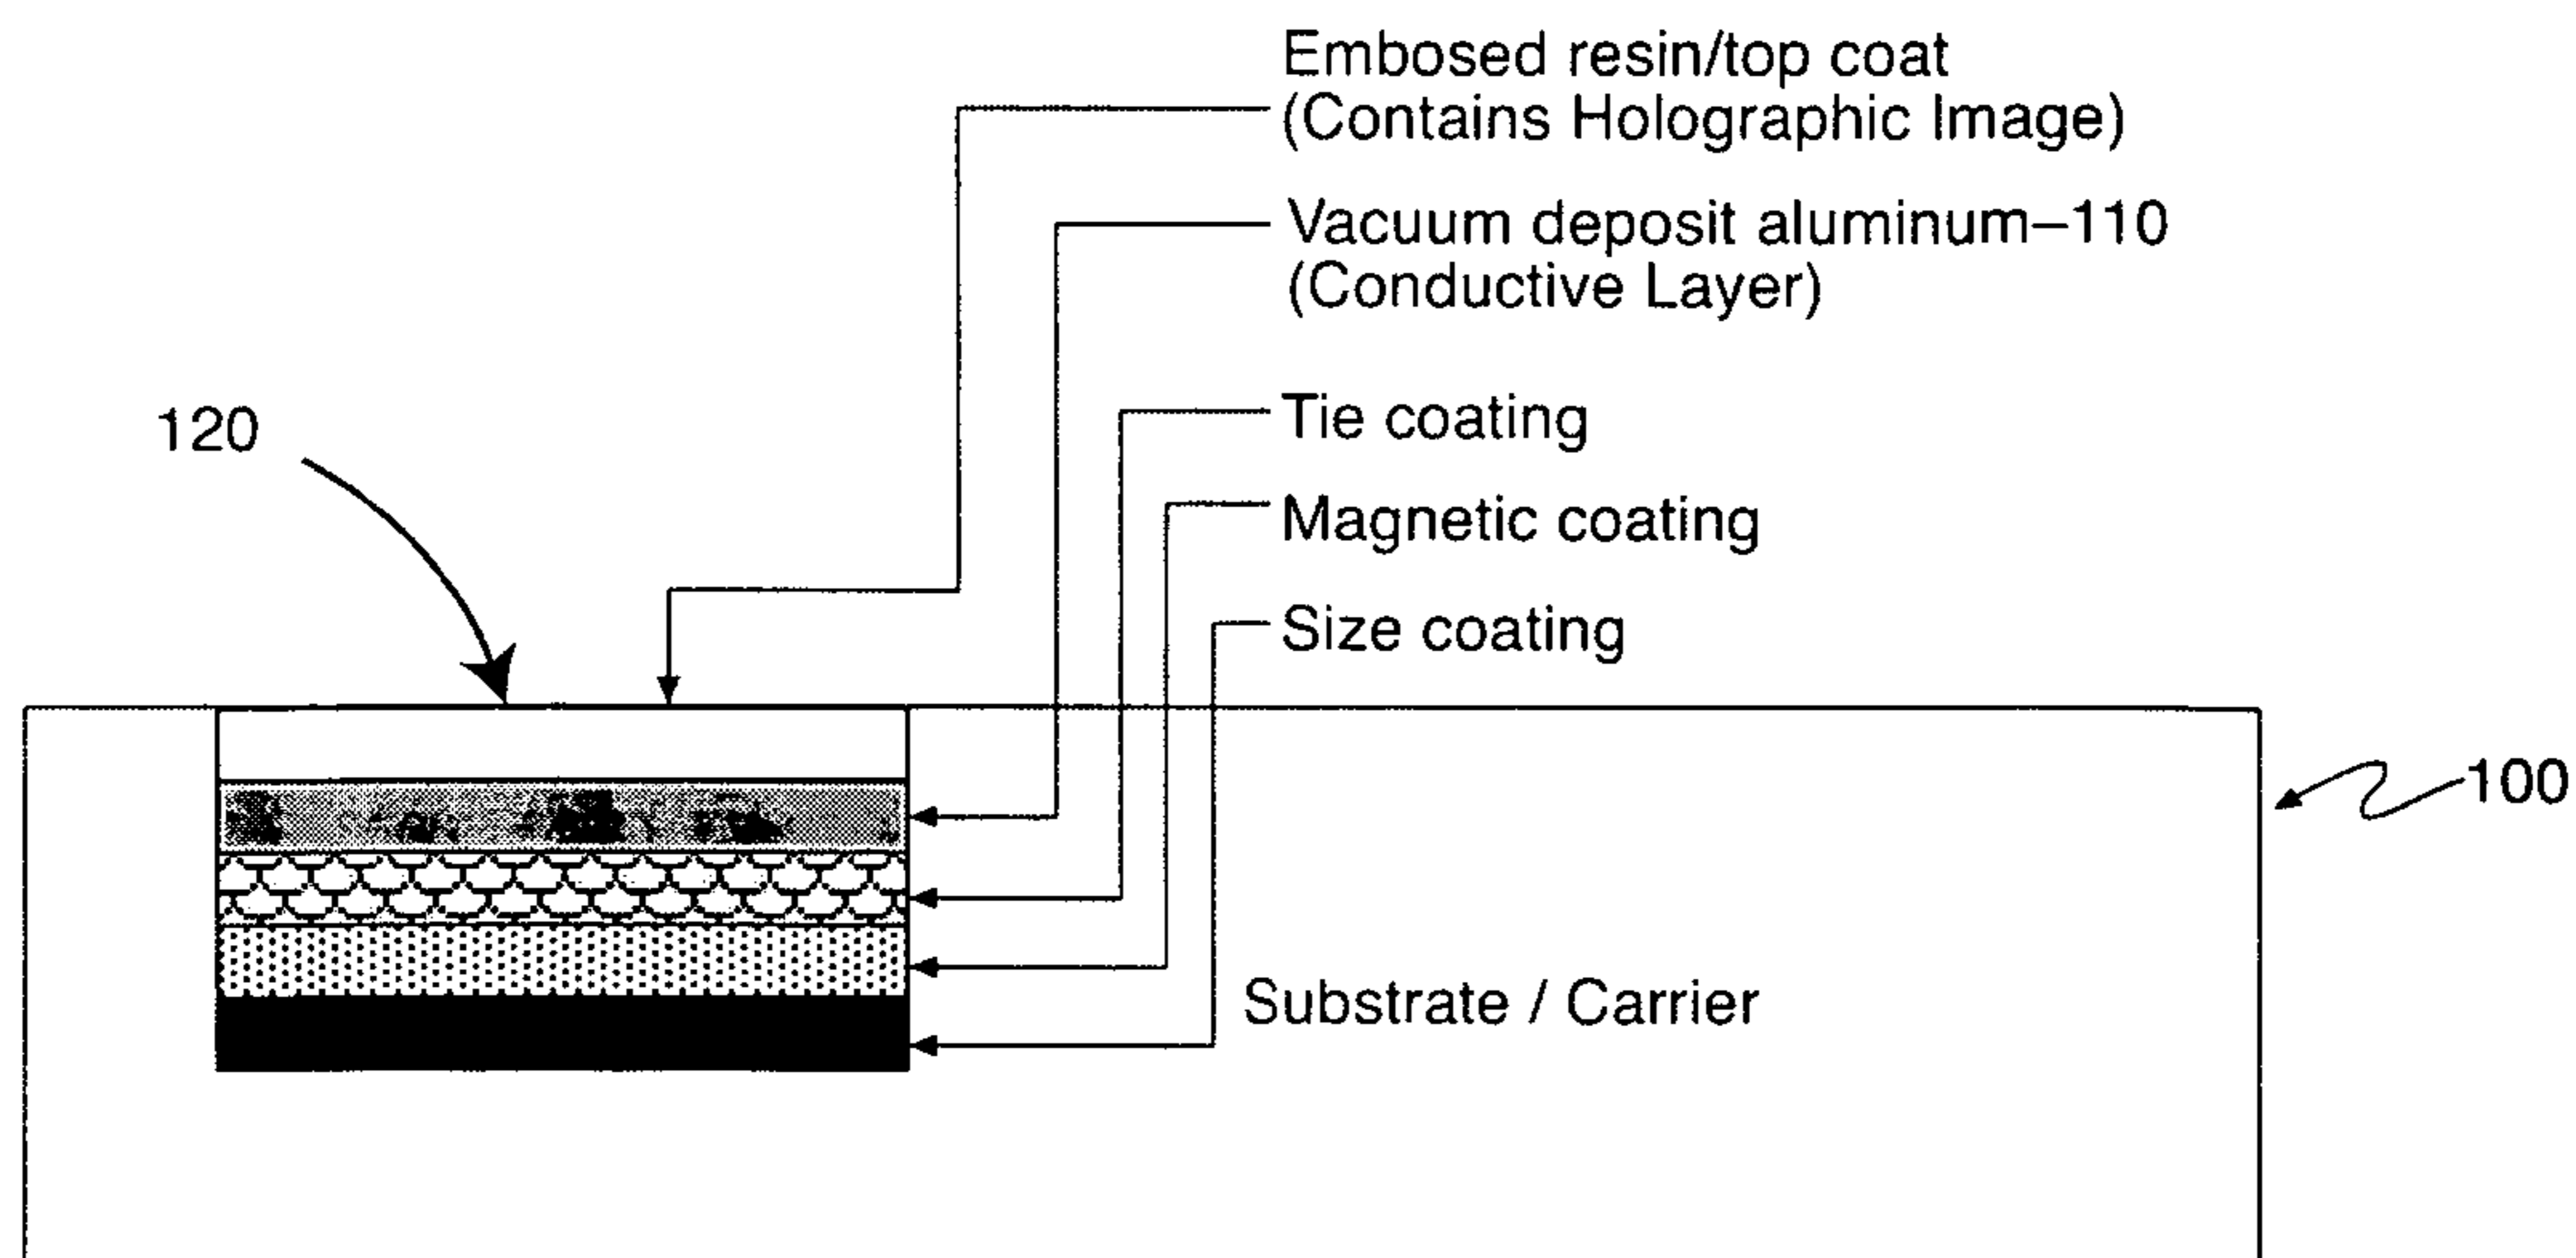 Embosed resin/top coat
(Contains Holographic Image)
Vacuum deposit aluminum–110
(Conductive Layer)
120
Tie coating
Magnetic coating
Size coating
100
Substrate / Carrier